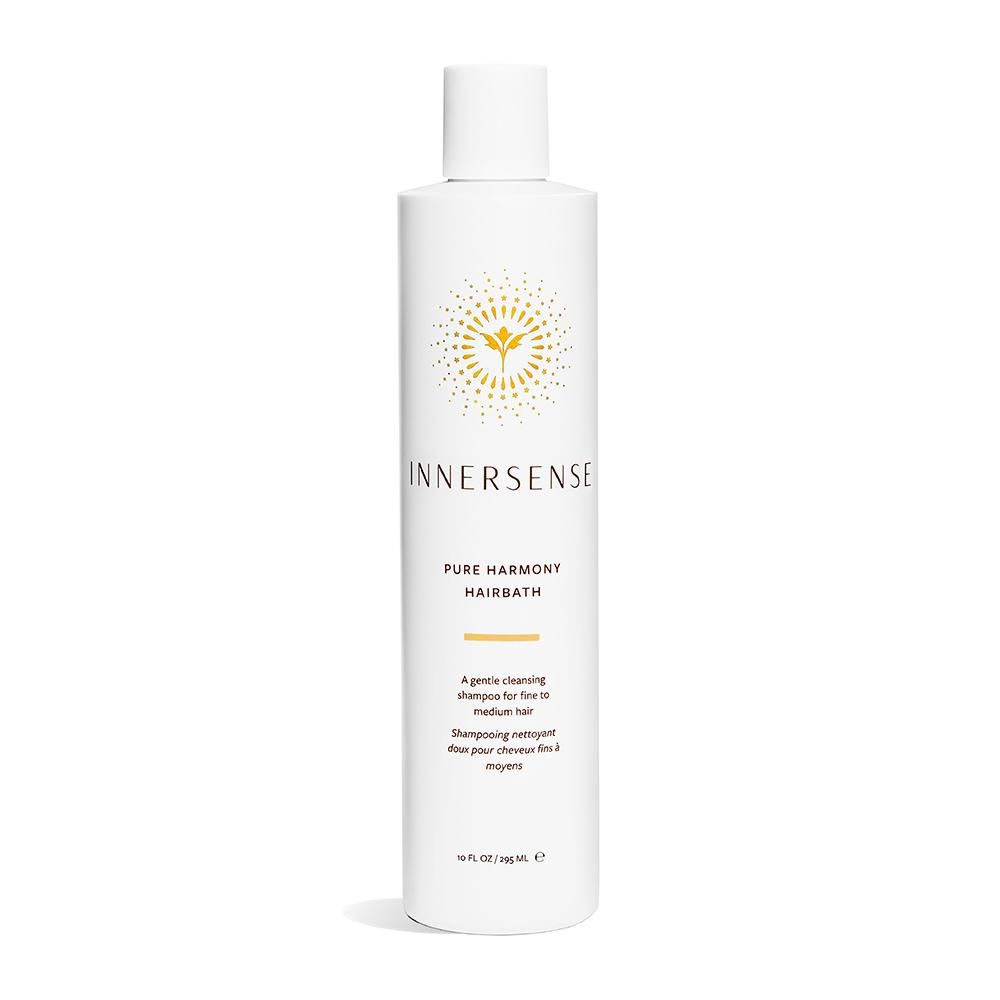 INNERSENSE
PURE HARMONY
HAIRBATH
A gentle cleansing
shampoo for fine to
medium hair
Shampooing nettoyant
doux pour cheveux fins à
moyens
10 FL OZ / 295 ML ℮